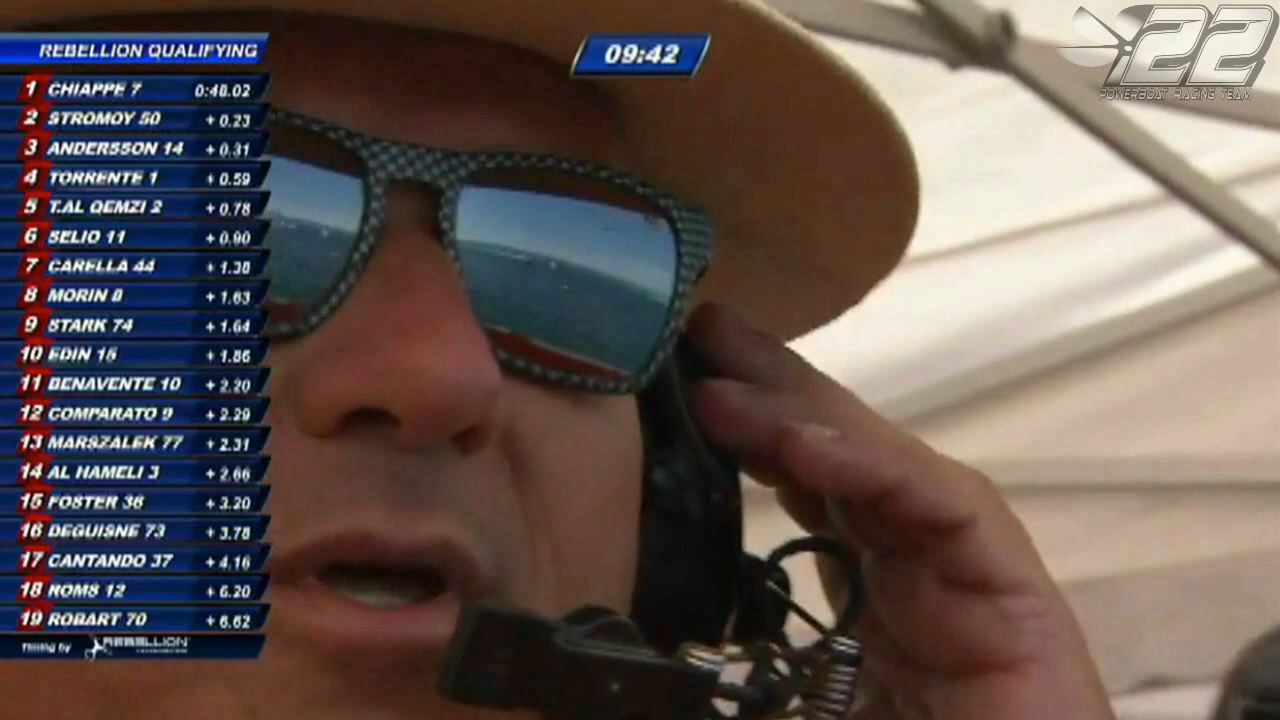 REBELLION QUALIFYING
1 CHIAPPE 7 0:48.02
2 STROMOY 50 + 0.23
3 ANDERSSON 14 + 0.31
4 TORRENTE 1 + 0.59
5 T.AL QEMZI 2 + 0.78
6 SELIO 11 + 0.90
7 CARELLA 44 + 1.38
8 MORIN 8 + 1.63
9 STARK 74 + 1.64
10 EDIN 15 + 1.86
11 BENAVENTE 10 + 2.20
12 COMPARATO 9 + 2.29
13 MARSZALEK 77 + 2.31
14 AL HAMELI 3 + 2.66
15 FOSTER 36 + 3.20
16 DEGUISNE 73 + 3.78
17 CANTANDO 37 + 4.16
18 ROMS 12 + 6.20
19 ROBART 70 + 6.62
Timing by REBELLION
09:42
22
POWERBOAT RACING TEAM